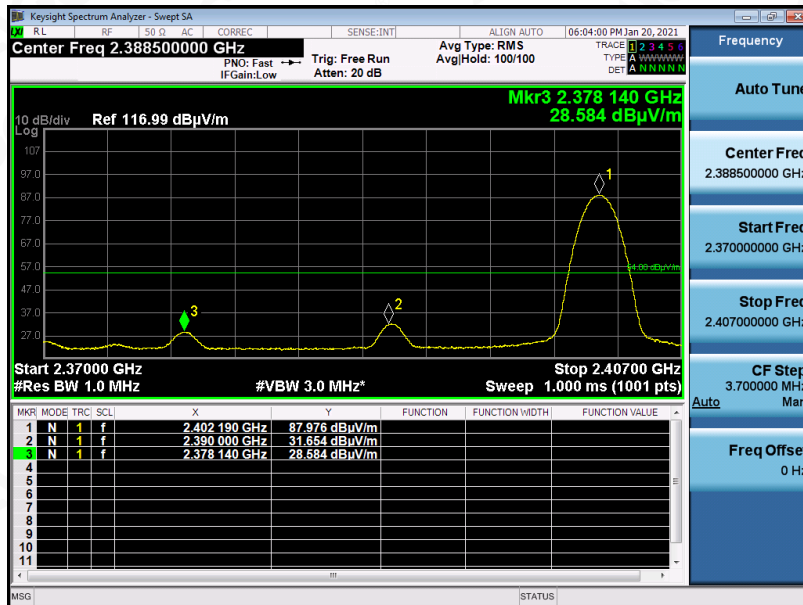 Keysight Spectrum Analyzer - Swept SA
LXI RL RF 50 Ω AC CORREC SENSE:INT ALIGN AUTO 06:04:00 PM Jan 20, 2021
Center Freq 2.388500000 GHz
PNO: Fast
IFGain:Low
Trig: Free Run
Atten: 20 dB
Avg Type: RMS
Avg|Hold: 100/100
TRACE 1 2 3 4 5 6
TYPE A WWWWW
DET A N N N N N
Mkr3 2.378 140 GHz
28.584 dBµV/m
10 dB/div Ref 116.99 dBµV/m
Log
107
97.0
87.0
77.0
67.0
57.0
47.0
37.0
27.0
1
2
3
54.00 dBµV/m
Start 2.37000 GHz Stop 2.40700 GHz
#Res BW 1.0 MHz #VBW 3.0 MHz* Sweep 1.000 ms (1001 pts)
MKR MODE TRC SCL X Y FUNCTION FUNCTION WIDTH FUNCTION VALUE
1 N 1 f 2.402 190 GHz 87.976 dBµV/m
2 N 1 f 2.390 000 GHz 31.654 dBµV/m
3 N 1 f 2.378 140 GHz 28.584 dBµV/m
4
5
6
7
8
9
10
11
MSG STATUS
Frequency
Auto Tune
Center Freq
2.388500000 GHz
Start Freq
2.370000000 GHz
Stop Freq
2.407000000 GHz
CF Step
3.700000 MHz
Auto Man
Freq Offset
0 Hz